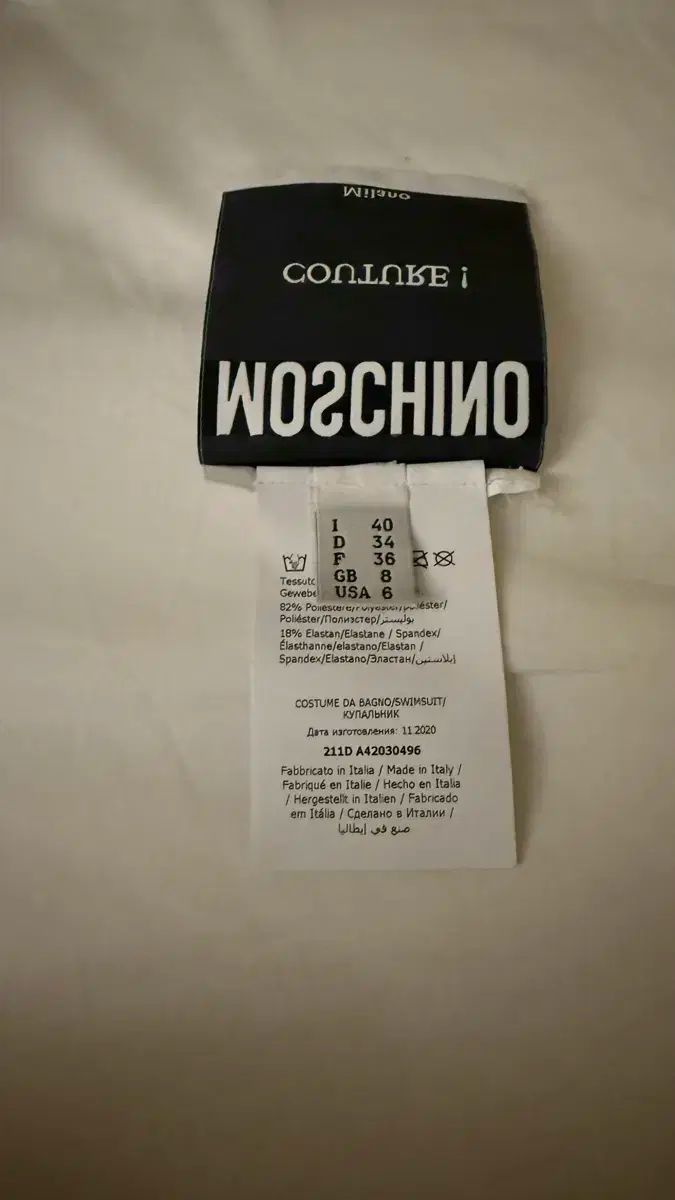 MOSCHINO
COUTURE !
Milano
I 40
D 34
F 36
GB 8
USA 6
82% Poliestere/Polyester/Poliéster/
Poliéster/Полиэстер/بوليستر
18% Elastan/Elastane / Spandex/
Élasthanne/elastano/Elastan /
Spandex/Elastano/Эластан/إيلاستين
COSTUME DA BAGNO/SWIMSUIT/
КУПАЛЬНИК
Дата изготовления: 11.2020
211D A42030496
Fabbricato in Italia / Made in Italy /
Fabriqué en Italie / Hecho en Italia
/ Hergestellt in Italien / Fabricado
em Itália / Сделано в Италии /
صنع في إيطاليا